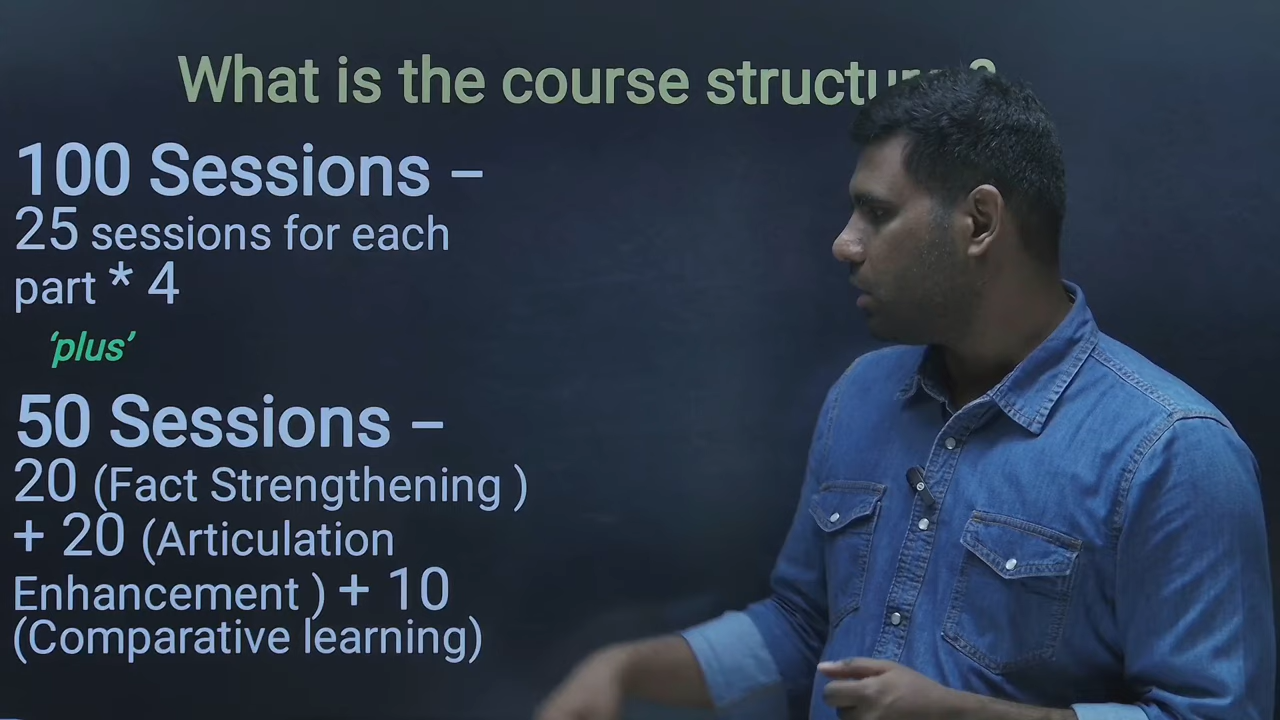 What is the course
100 Sessions –
25 sessions for each
part * 4
‘plus’
50 Sessions –
20 (Fact Strengthening )
+ 20 (Articulation
Enhancement ) + 10
(Comparative learning)